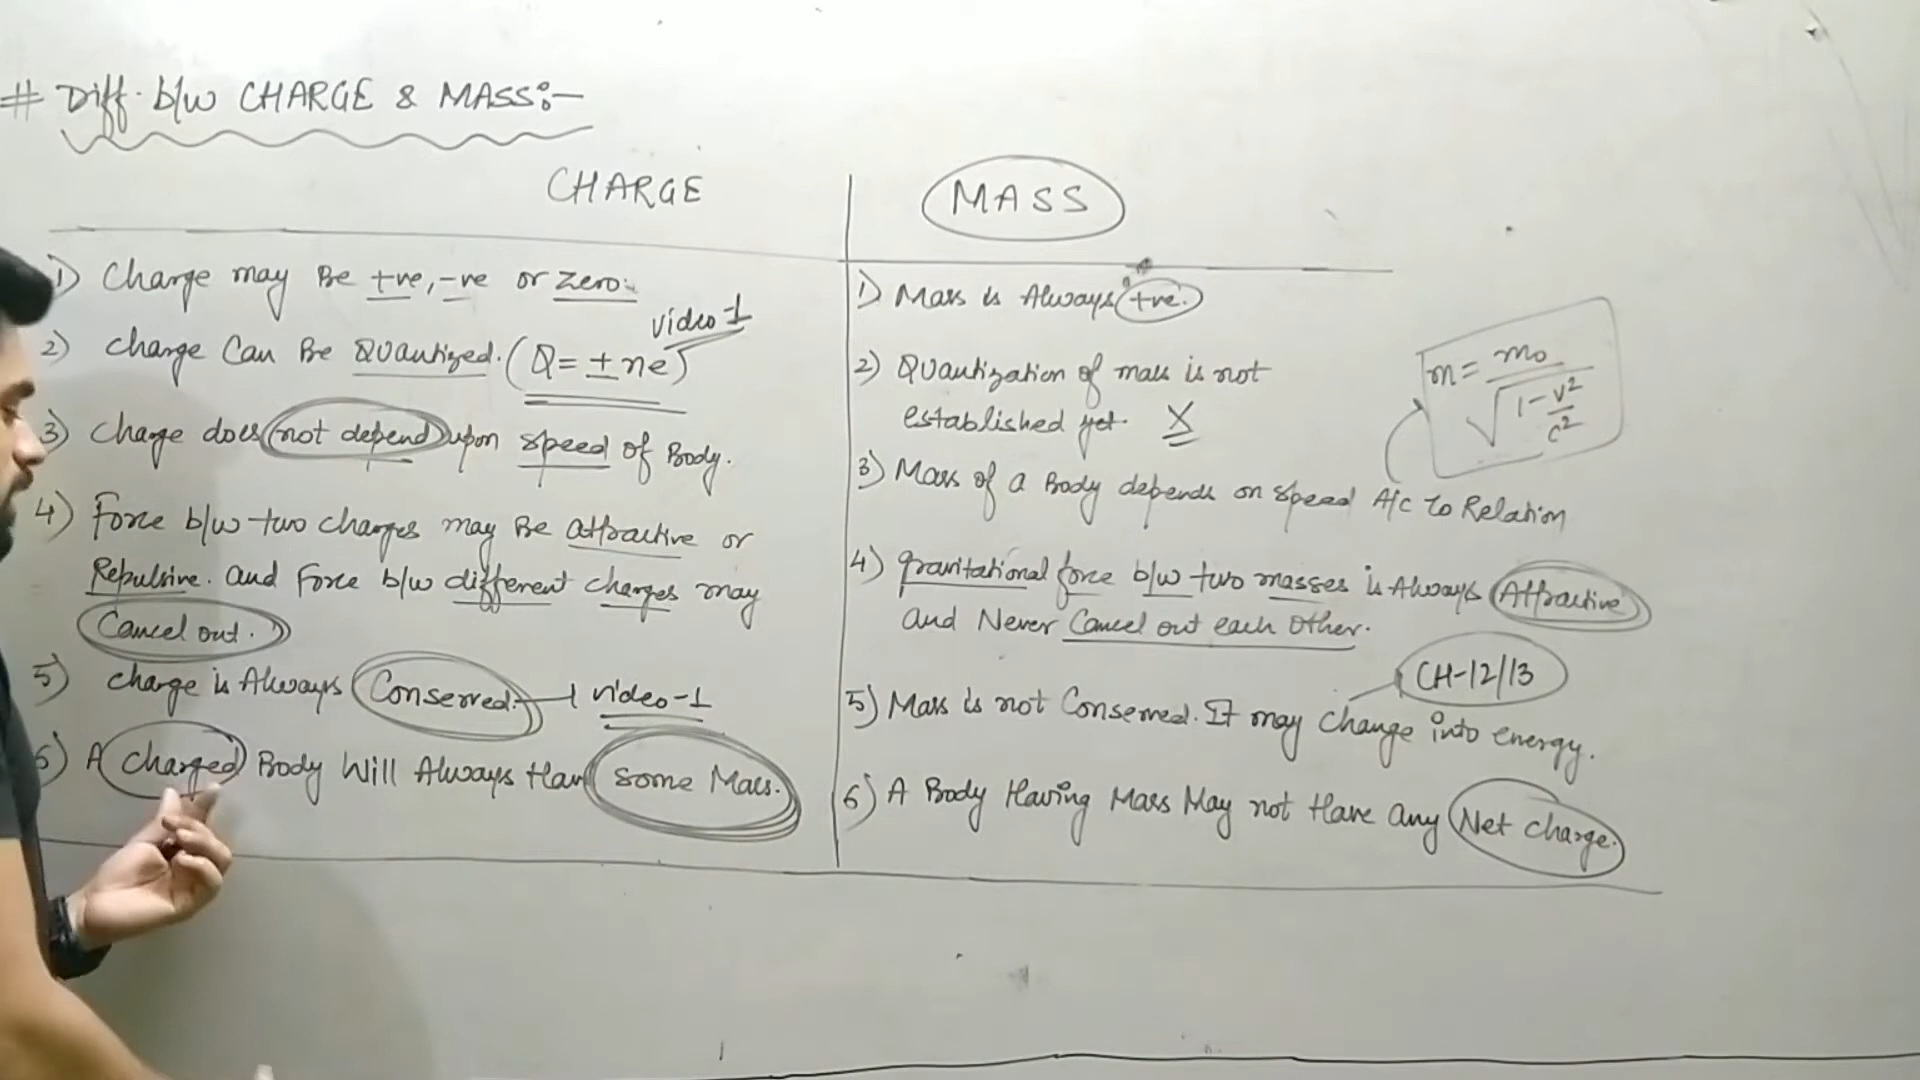 # Diff. b/w CHARGE & MASS:-
CHARGE
1) Charge may Be +ve, -ve or Zero.
2) Charge Can Be Quantized. (Q= ± ne)
video-1
3) Charge does not depend upon speed of Body.
4) Force b/w two charges may Be attractive or
Repulsive. and Force b/w different charges may
Cancel out.
5) charge is Always Conserved. video-1
6) A charged Body Will Always Have some Mass.
MASS
1) Mass is Always +ve.
2) Quantization of mass is not
established yet. X
m = m₀ / √(1 - v²/c²)
3) Mass of a Body depends on speed A/c to Relation
4) gravitational force b/w two masses is Always Attractive
and Never Cancel out each other.
CH-12/13
5) Mass is not Conserved. It may Change into energy.
6) A Body Having Mass May not Have any Net charge.